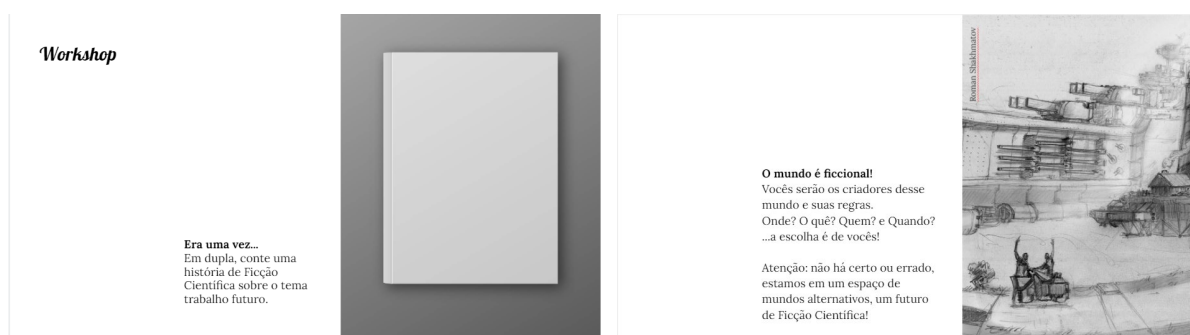 Workshop
Era uma vez...
Em dupla, conte uma
história de Ficção
Científica sobre o tema
trabalho futuro.
Roman Shakhmatov
O mundo é ficcional!
Vocês serão os criadores desse
mundo e suas regras.
Onde? O quê? Quem? e Quando?
...a escolha é de vocês!
Atenção: não há certo ou errado,
estamos em um espaço de
mundos alternativos, um futuro
de Ficção Científica!